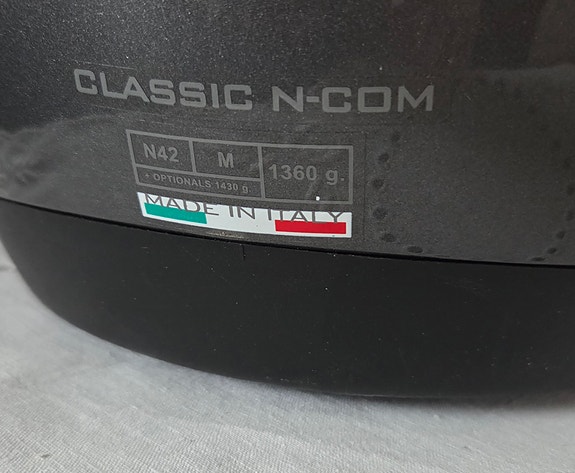 CLASSIC N-COM
N42 M 1360 g.
+ OPTIONALS 1430 g.
MADE IN ITALY